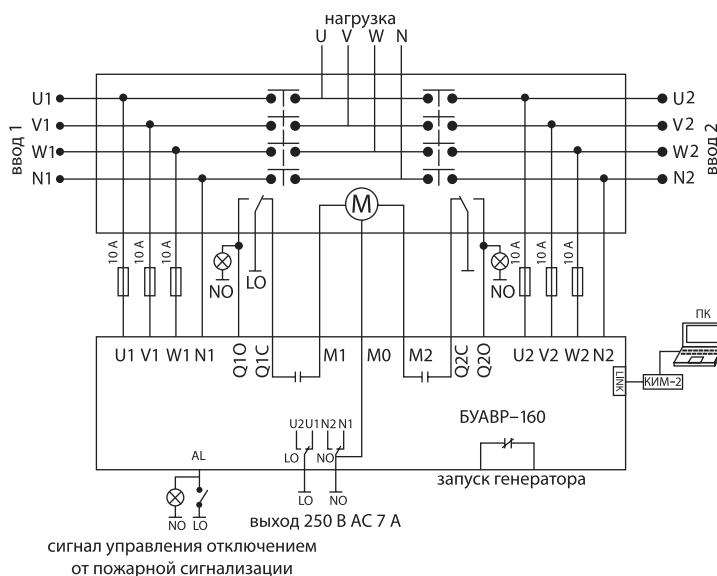 нагрузка
U V W N
U1 U2
V1 V2
W1 W2
N1 N2
ввод 1
ввод 2
M
10 А 10 А 10 А
NO LO
NO
10 А 10 А 10 А
ПК
U1 V1 W1 N1 Q1O Q1C M1 M0 M2 Q2C Q2O U2 V2 W2 N2
LINK КИМ-2
БУАВР-160
U2 U1 N2 N1
LO NO
AL
запуск генератора
NO LO
LO NO
выход 250 В АС 7 А
сигнал управления отключением
от пожарной сигнализации